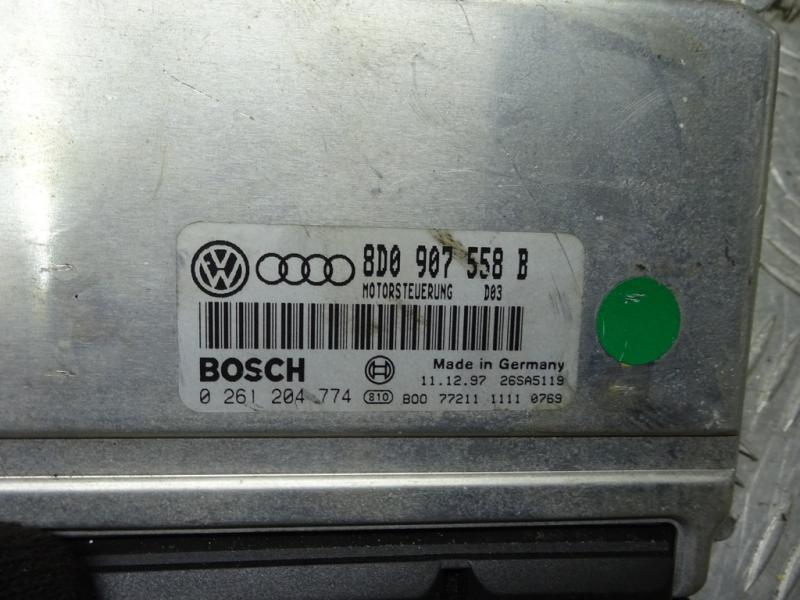 8D0 907 558 B
MOTORSTEUERUNG D03
BOSCH
Made in Germany
11.12.97 26SA5119
0 261 204 774 810 B00 77211 1111 0769